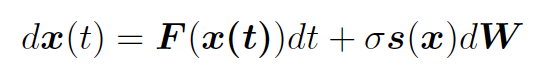 d𝒙(t) = 𝑭(𝒙(𝒕))dt + σ𝒔(𝒙)d𝑾